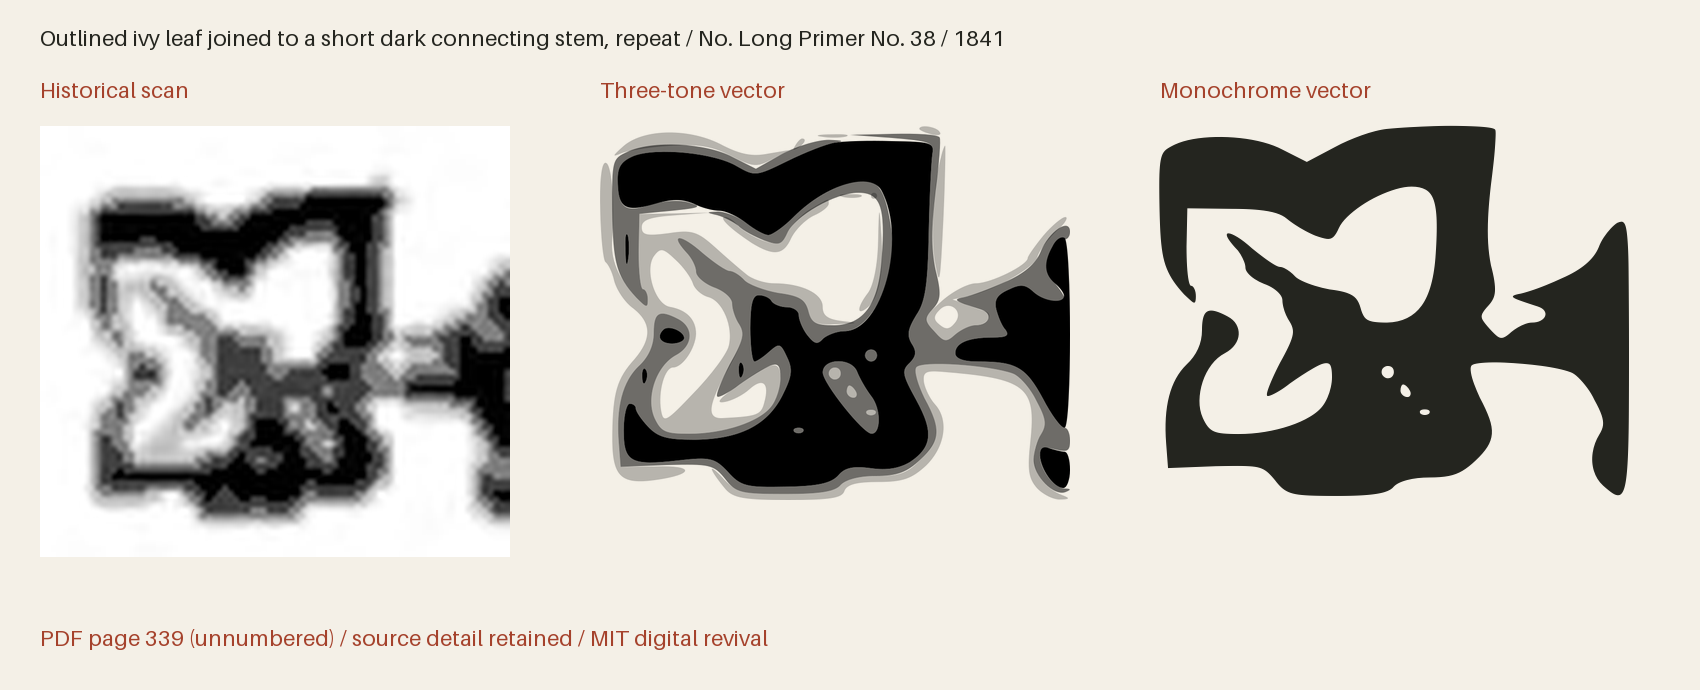 Outlined ivy leaf joined to a short dark connecting stem, repeat / No. Long Primer No. 38 / 1841
Historical scan
Three-tone vector
Monochrome vector
PDF page 339 (unnumbered) / source detail retained / MIT digital revival